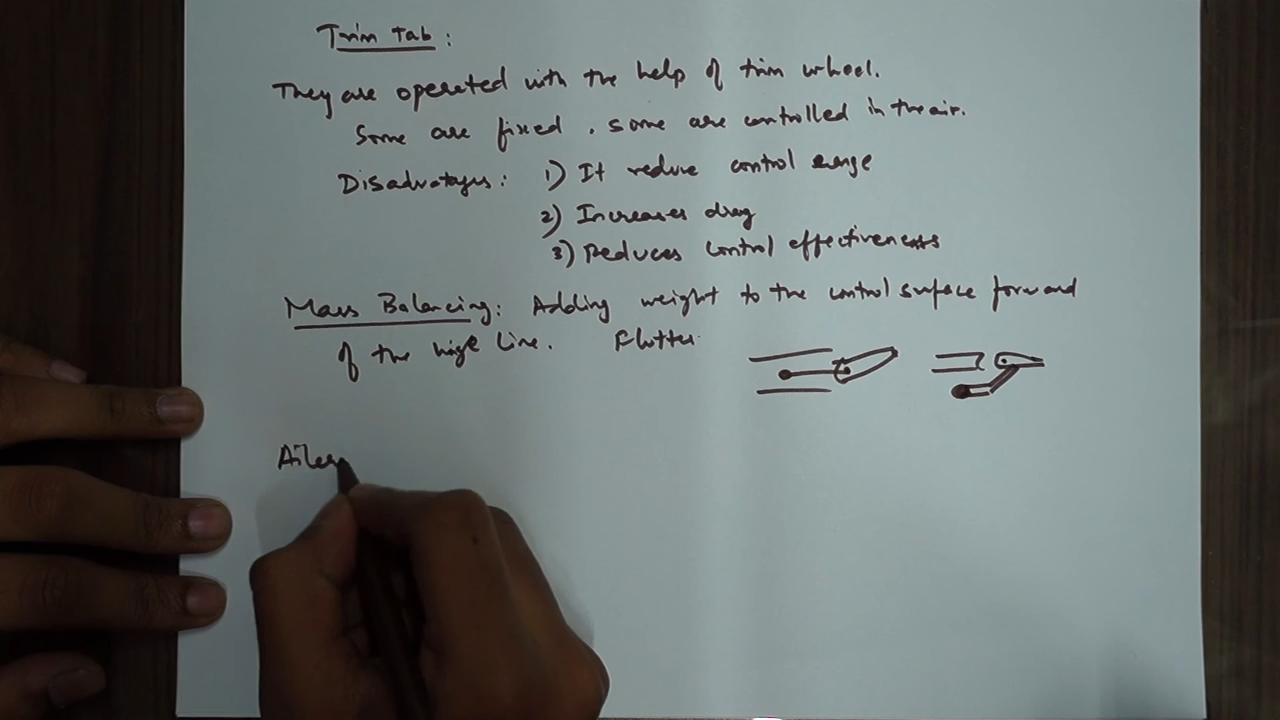 Trim Tab :
They are operated with the help of trim wheel.
Some are fixed , some are controlled in the air.
Disadvatages : 1) It reduce control range
2) Increases drag
3) Reduces control effectiveness
Mass Balancing : Adding weight to the control surface forward
of the hige line. Flutter
Ailer